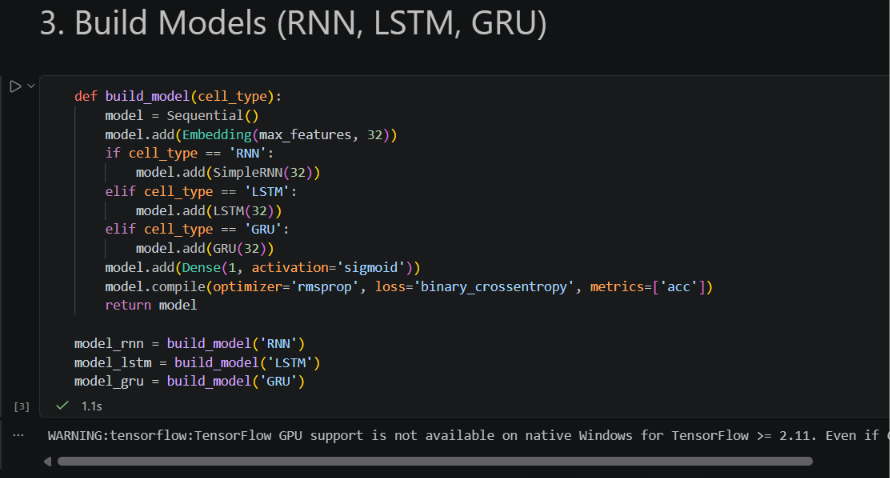 3. Build Models (RNN, LSTM, GRU)
def build_model(cell_type):
    model = Sequential()
    model.add(Embedding(max_features, 32))
    if cell_type == 'RNN':
        model.add(SimpleRNN(32))
    elif cell_type == 'LSTM':
        model.add(LSTM(32))
    elif cell_type == 'GRU':
        model.add(GRU(32))
    model.add(Dense(1, activation='sigmoid'))
    model.compile(optimizer='rmsprop', loss='binary_crossentropy', metrics=['acc'])
    return model
model_rnn = build_model('RNN')
model_lstm = build_model('LSTM')
model_gru = build_model('GRU')
[3] 1.1s
... WARNING:tensorflow:TensorFlow GPU support is not available on native Windows for TensorFlow >= 2.11. Even if